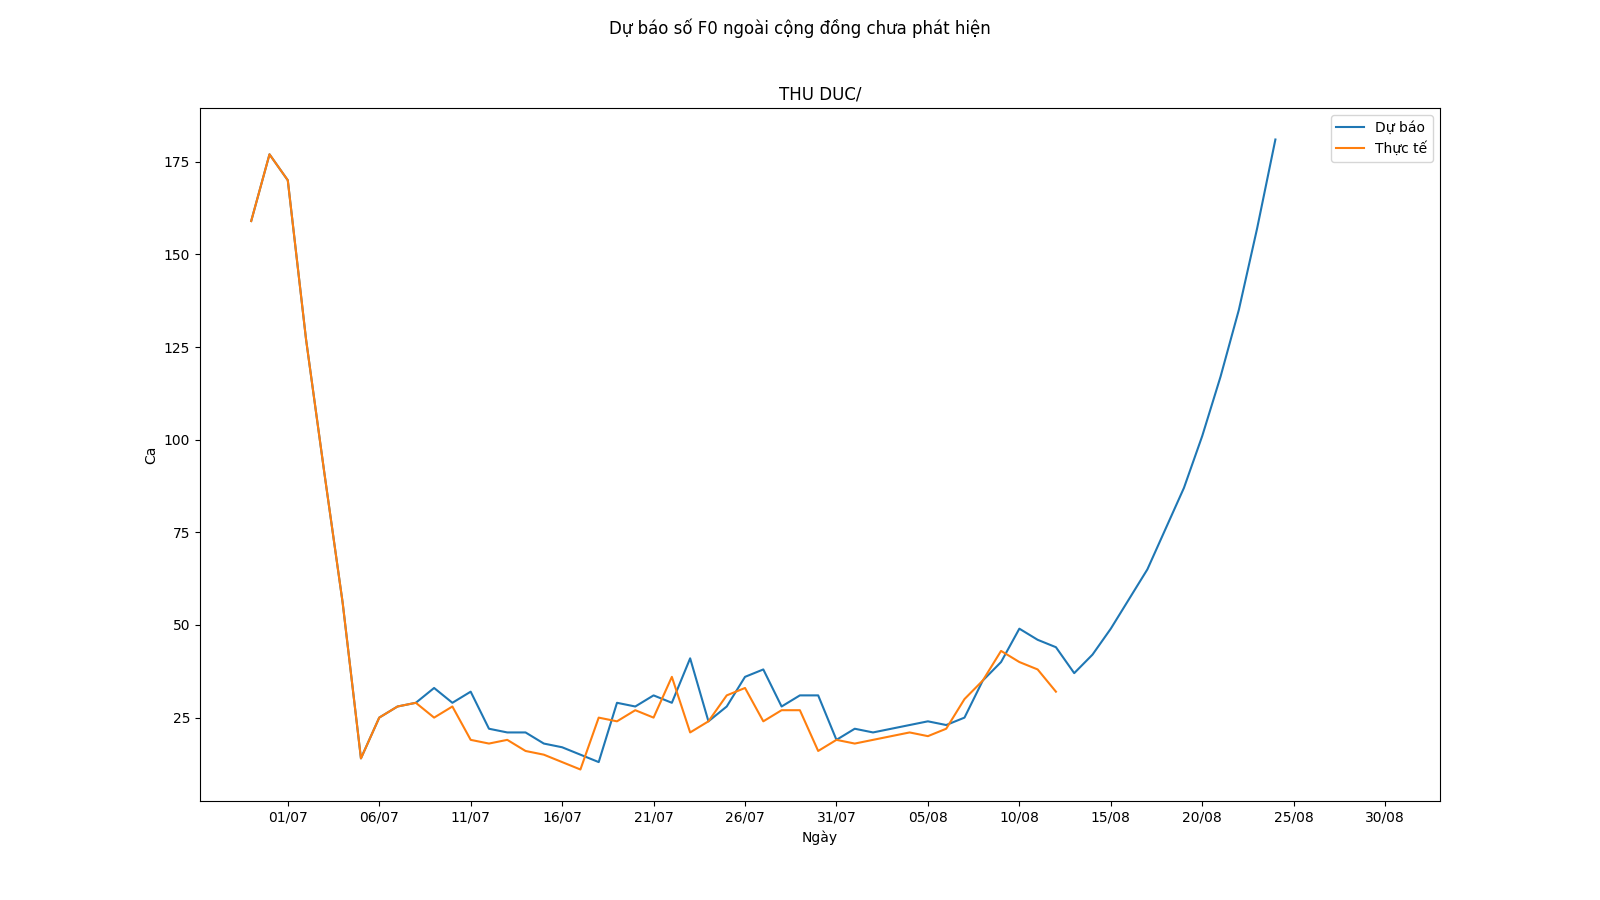 Dự báo số F0 ngoài cộng đồng chưa phát hiện
THU DUC/
Dự báo
Thực tế
175
150
125
100
75
50
25
Ca
01/07 06/07 11/07 16/07 21/07 26/07 31/07 05/08 10/08 15/08 20/08 25/08 30/08
Ngày